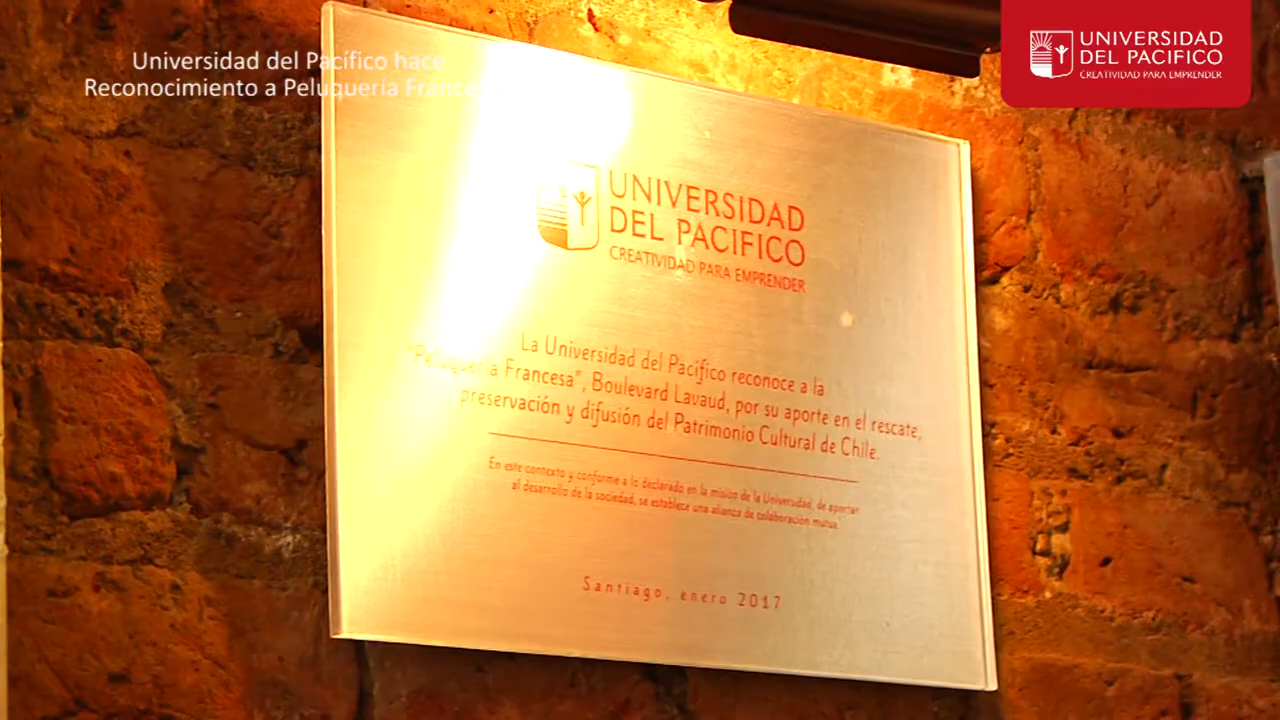 Universidad del Pacífico hace
Reconocimiento a Peluquería Francesa
UNIVERSIDAD
DEL PACIFICO
CREATIVIDAD PARA EMPRENDER
UNIVERSIDAD
DEL PACIFICO
CREATIVIDAD PARA EMPRENDER
La Universidad del Pacífico reconoce a la
"Peluquería Francesa", Boulevard Lavaud, por su aporte en el rescate,
preservación y difusión del Patrimonio Cultural de Chile.
En este contexto y conforme a lo declarado en la misión de la Universidad, de aportar
al desarrollo de la sociedad, se establece una alianza de colaboración mutua.
Santiago, enero 2017